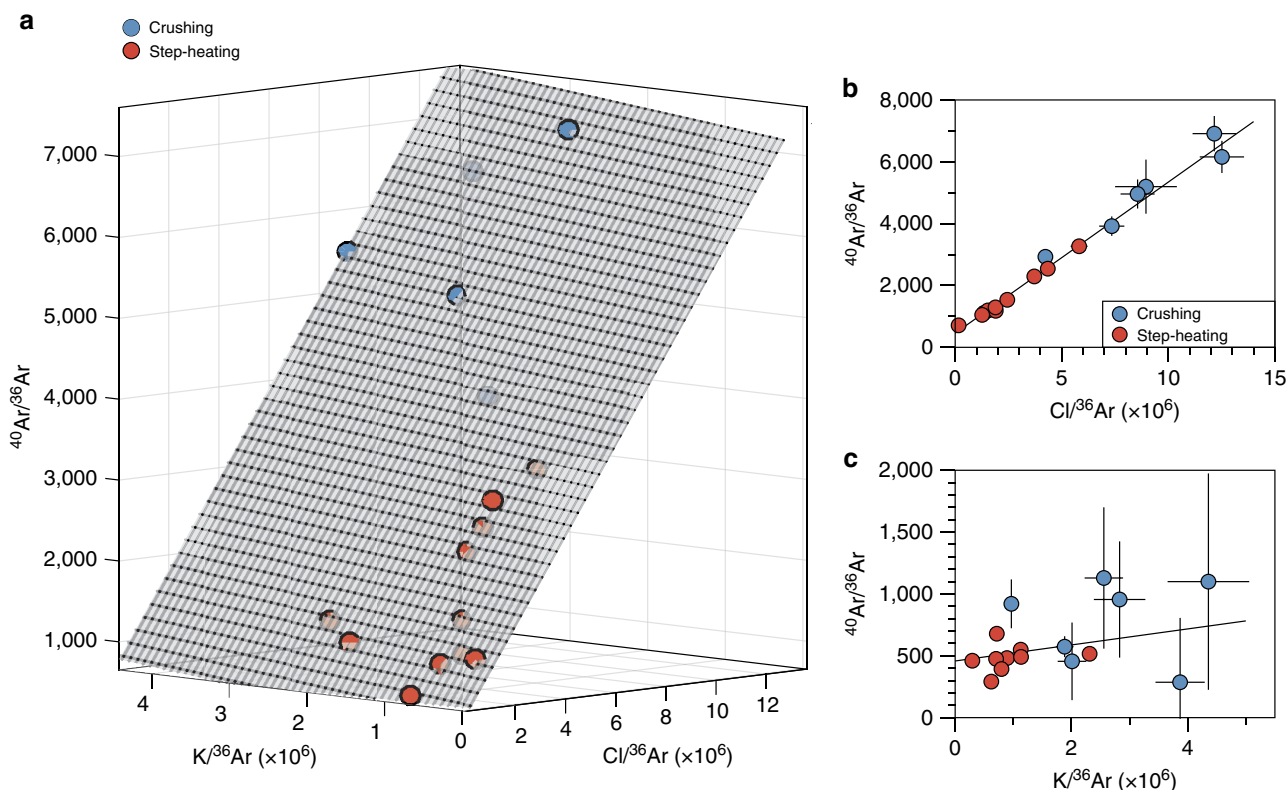 a
Crushing
Step-heating
7,000
6,000
5,000
4,000
3,000
2,000
1,000
⁴⁰Ar/³⁶Ar
4
3
2
1
0
2
4
6
8
10
12
K/³⁶Ar (×10⁶)
Cl/³⁶Ar (×10⁶)
b
8,000
6,000
4,000
2,000
0
⁴⁰Ar/³⁶Ar
Crushing
Step-heating
0
5
10
15
Cl/³⁶Ar (×10⁶)
c
2,000
1,500
1,000
500
0
⁴⁰Ar/³⁶Ar
0
2
4
K/³⁶Ar (×10⁶)